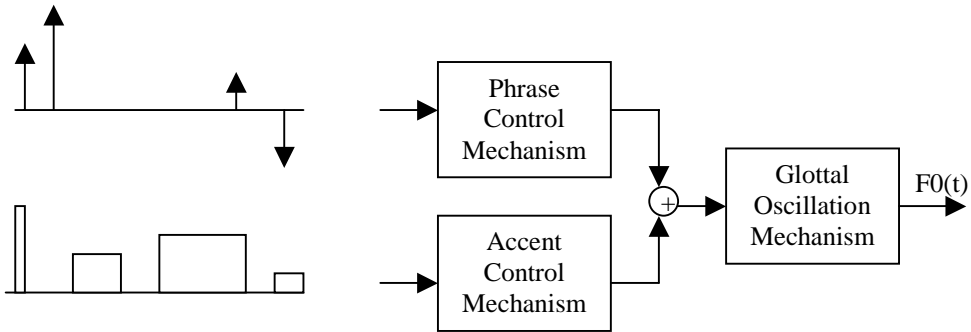 Phrase
Control
Mechanism
+
Glottal
Oscillation
Mechanism
F0(t)
Accent
Control
Mechanism